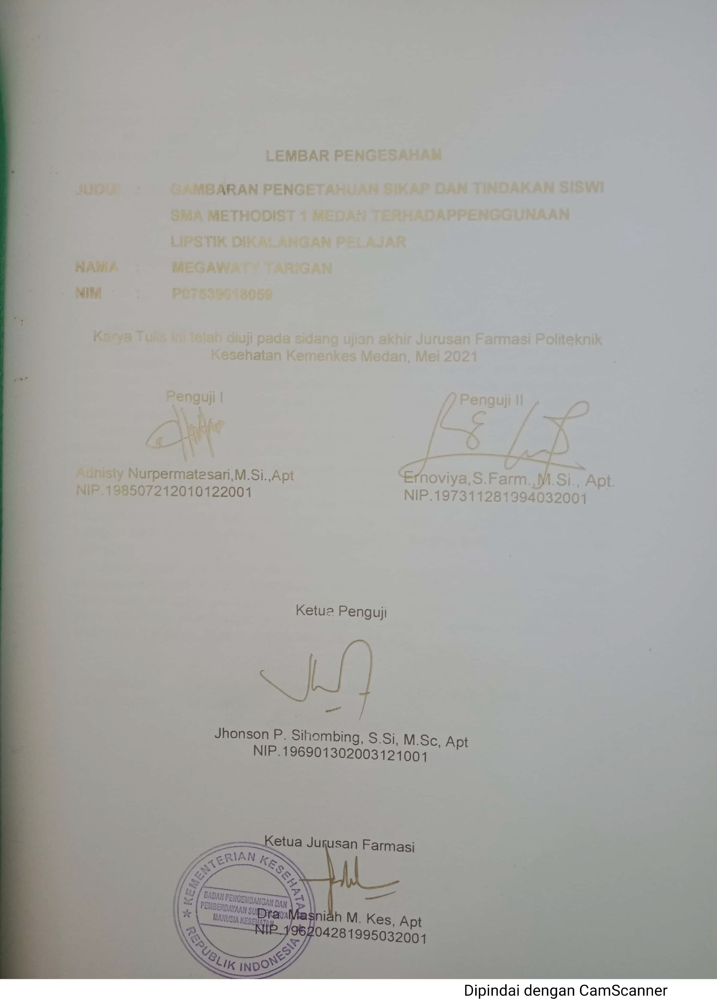 LEMBAR PENGESAHAN
JUDUL : GAMBARAN PENGETAHUAN SIKAP DAN TINDAKAN SISWI
SMA METHODIST 1 MEDAN TERHADAPPENGGUNAAN
LIPSTIK DIKALANGAN PELAJAR
NAMA : MEGAWATY TARIGAN
NIM : P07539018059
Karya Tulis ini telah diuji pada sidang ujian akhir Jurusan Farmasi Politeknik
Kesehatan Kemenkes Medan, Mei 2021
Penguji I
Adhisty Nurpermatasari,M.Si.,Apt
NIP.198507212010122001
Penguji II
Ernoviya,S.Farm.,M.Si., Apt.
NIP.197311281994032001
Ketua Penguji
Jhonson P. Sihombing, S.Si, M.Sc, Apt
NIP.196901302003121001
Ketua Jurusan Farmasi
Dra. Masniah M. Kes, Apt
NIP.196204281995032001
KEMENTERIAN KESEHATAN
BADAN PENGEMBANGAN DAN
PEMBERDAYAAN SUMBER DAYA
MANUSIA KESEHATAN
REPUBLIK INDONESIA
Dipindai dengan CamScanner